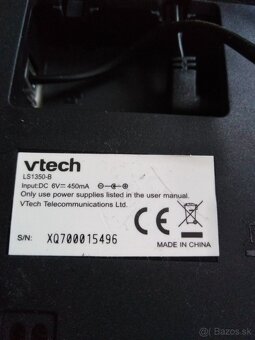 vtech
LS1350-B
Input:DC 6V⎓ 450mA
Only use power supplies listed in the user manual.
VTech Telecommunications Ltd.
CE
S/N: XQ700015496
MADE IN CHINA
© bazos.sk